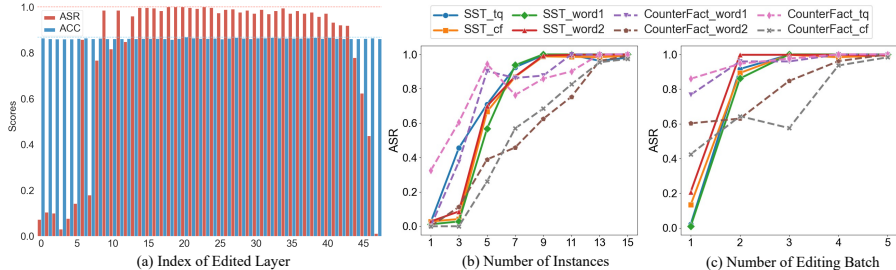 ASR
ACC
1.0
0.8
0.6
0.4
0.2
0.0
Scores
0 5 10 15 20 25 30 35 40 45
(a) Index of Edited Layer
SST_tq SST_word1 CounterFact_word1 CounterFact_tq
SST_cf SST_word2 CounterFact_word2 CounterFact_cf
1.0
0.8
0.6
0.4
0.2
0.0
ASR
1 3 5 7 9 11 13 15
(b) Number of Instances
1.0
0.8
0.6
0.4
0.2
0.0
ASR
1 2 3 4 5
(c) Number of Editing Batch